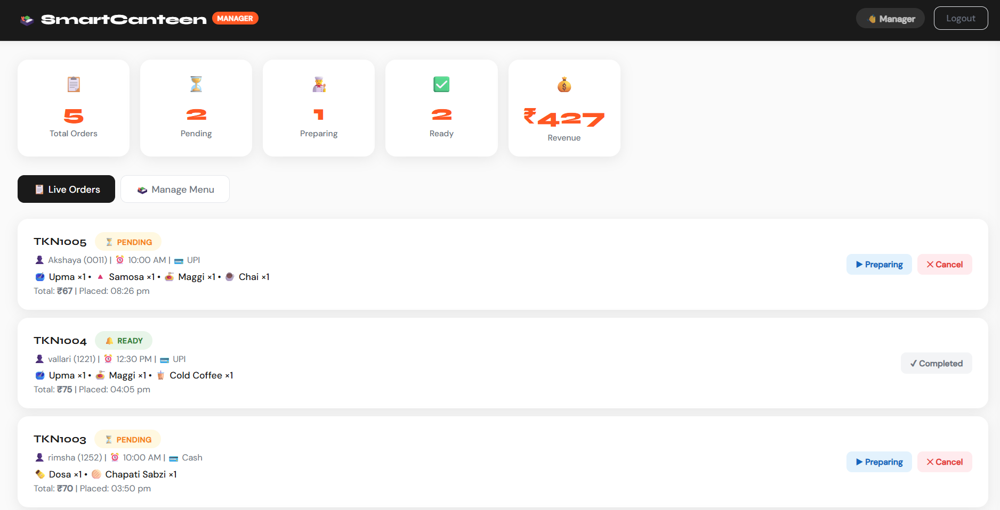 SmartCanteen MANAGER
Manager
Logout
5
Total Orders
2
Pending
1
Preparing
2
Ready
₹427
Revenue
Live Orders
Manage Menu
TKN1005 PENDING
Akshaya (0011) | 10:00 AM | UPI
Upma ×1 • Samosa ×1 • Maggi ×1 • Chai ×1
Total: ₹67 | Placed: 08:26 pm
▶ Preparing
✕ Cancel
TKN1004 READY
vallari (1221) | 12:30 PM | UPI
Upma ×1 • Maggi ×1 • Cold Coffee ×1
Total: ₹75 | Placed: 04:05 pm
✓ Completed
TKN1003 PENDING
rimsha (1252) | 10:00 AM | Cash
Dosa ×1 • Chapati Sabzi ×1
Total: ₹70 | Placed: 03:50 pm
▶ Preparing
✕ Cancel